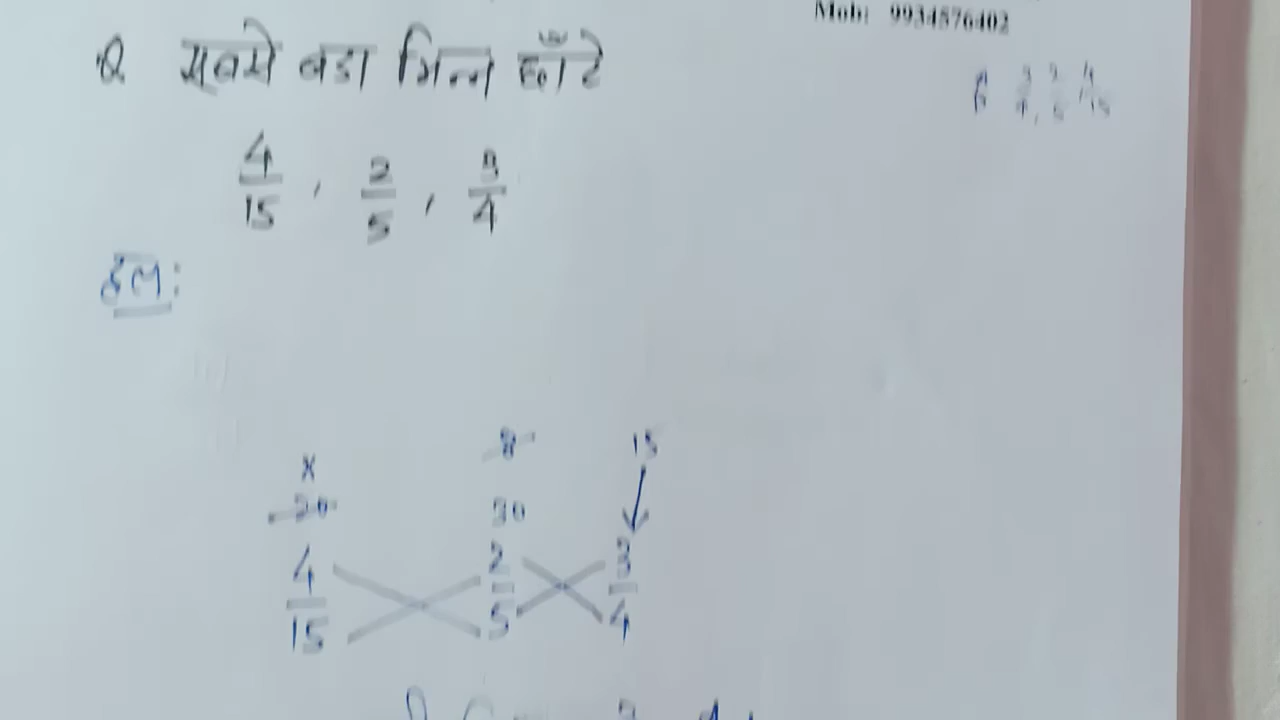 Mob: 9934576402
Q सबसे बडा भिन्न छाँटे
4/15 , 2/5 , 3/4
हल:
8 15
x
20 30
4/15 2/5 3/4